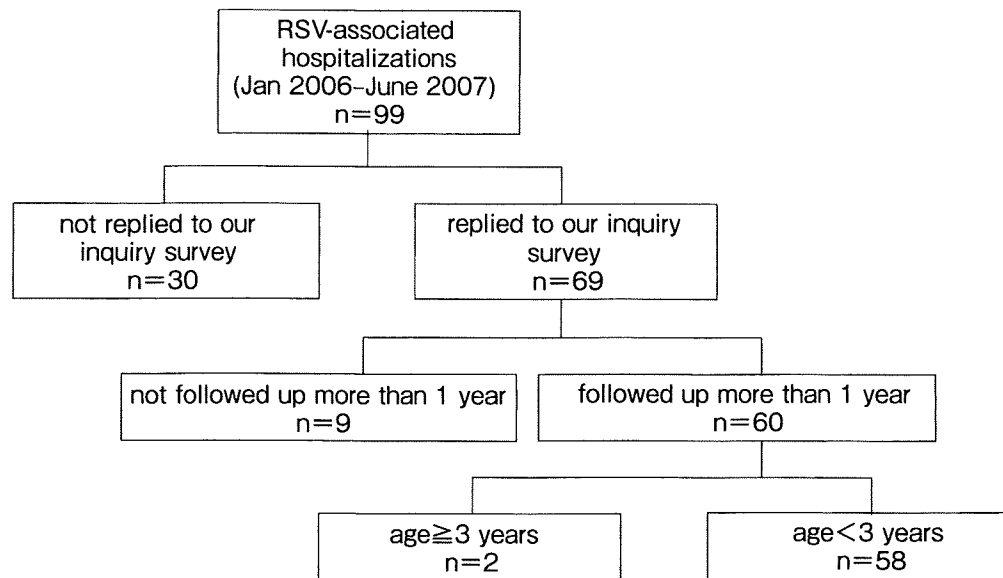 RSV-associated
hospitalizations
(Jan 2006–June 2007)
n=99
not replied to our
inquiry survey
n=30
replied to our inquiry
survey
n=69
not followed up more than 1 year
n=9
followed up more than 1 year
n=60
age≧3 years
n=2
age<3 years
n=58